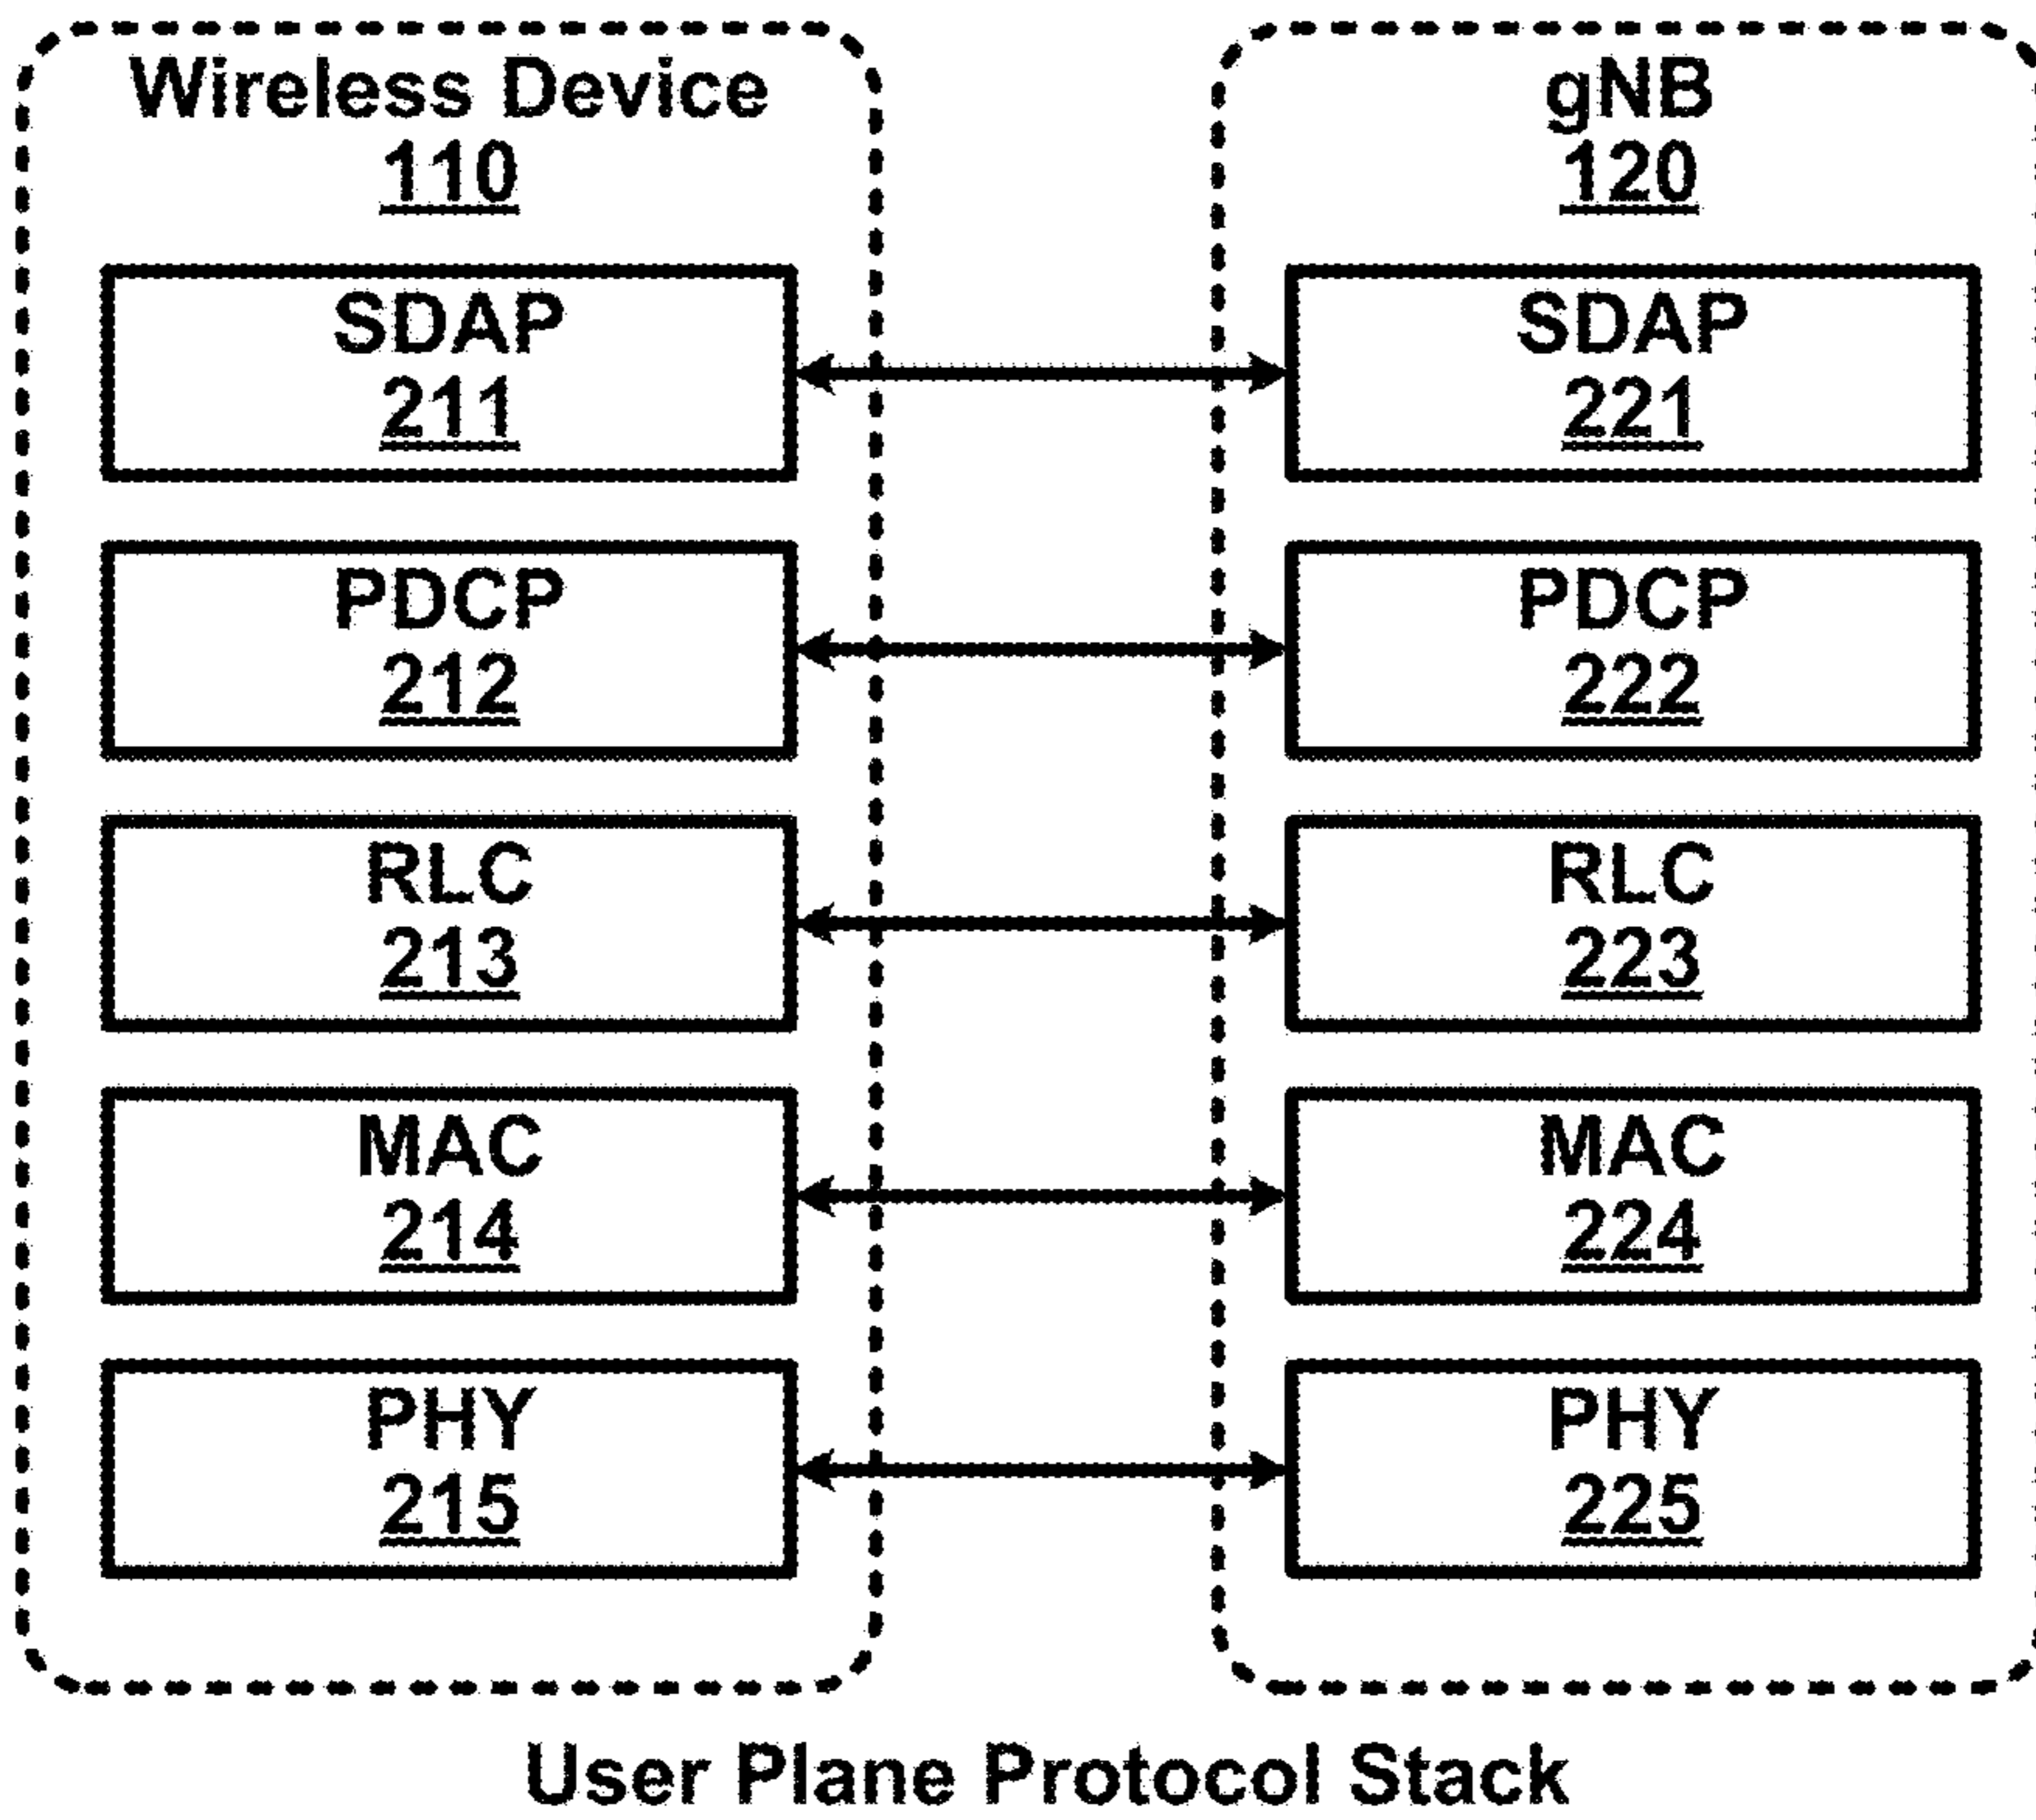 Wireless Device
110
gNB
120
SDAP
211
SDAP
221
PDCP
212
PDCP
222
RLC
213
RLC
223
MAC
214
MAC
224
PHY
215
PHY
225
User Plane Protocol Stack